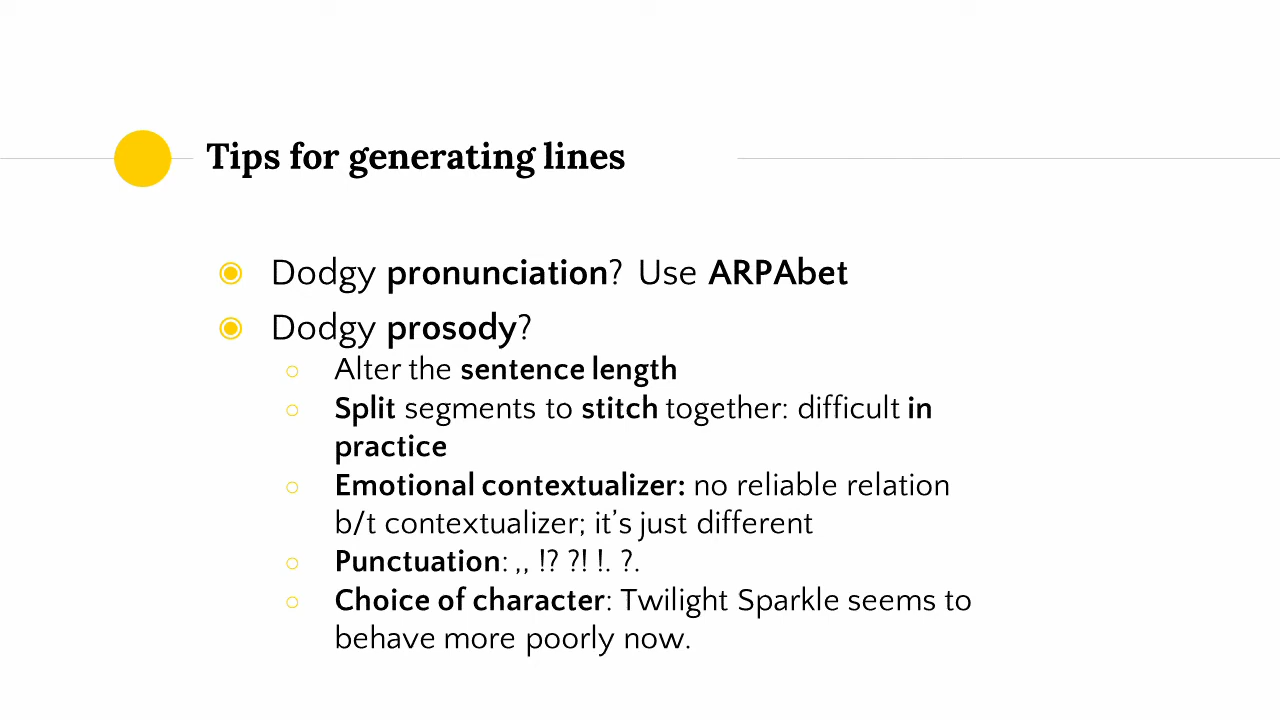 Tips for generating lines
Dodgy pronunciation? Use ARPAbet
Dodgy prosody?
Alter the sentence length
Split segments to stitch together: difficult in
practice
Emotional contextualizer: no reliable relation
b/t contextualizer; it’s just different
Punctuation: ,, !? ?! !. ?.
Choice of character: Twilight Sparkle seems to
behave more poorly now.